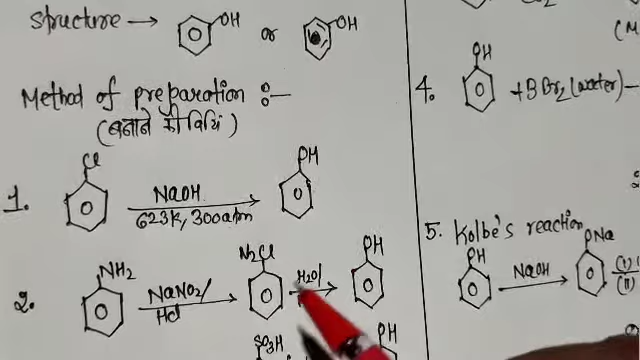 Structure → OH or OH
Method of preparation :-
(बनाने की विधि)
1. Cl NaOH 623K, 300atm OH
2. NH2 NaNO2/ HCl N2Cl H2O/ OH
SO3H OH
4. OH +3Br2 (water) -
5. Kolbe's reaction
OH NaOH ONa (i) (ii)